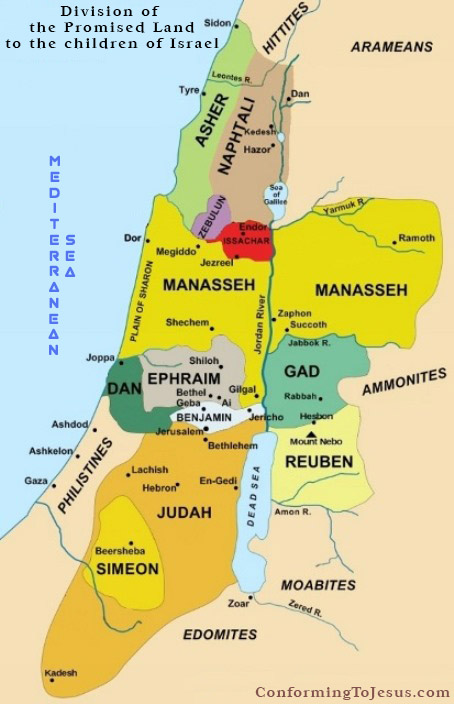 Division of
the Promised Land
to the children of Israel
Sidon
HITTITES
ARAMEANS
Leontes R.
Tyre
Dan
ASHER
NAPHTALI
Kedesh
Hazor
MEDITERRANEAN
SEA
Sea
of
Galilee
ZEBULUN
Yarmuk R.
Endor
Dor
ISSACHAR
Ramoth
Megiddo
Jezreel
PLAIN OF SHARON
MANASSEH
MANASSEH
Jordan River
Zaphon
Shechem
Succoth
Jabbok R.
Joppa
Shiloh
DAN
EPHRAIM
GAD
AMMONITES
Bethel
Ai
Gilgal
Rabbah
Geba
BENJAMIN
Jericho
Hesbon
Ashdod
Jerusalem
Mount Nebo
Bethlehem
Ashkelon
REUBEN
PHILISTINES
Lachish
Gaza
Hebron
En-Gedi
DEAD SEA
JUDAH
Arnon R.
Beersheba
SIMEON
MOABITES
Zoar
Zered R.
EDOMITES
Kadesh
ConformingToJesus.com